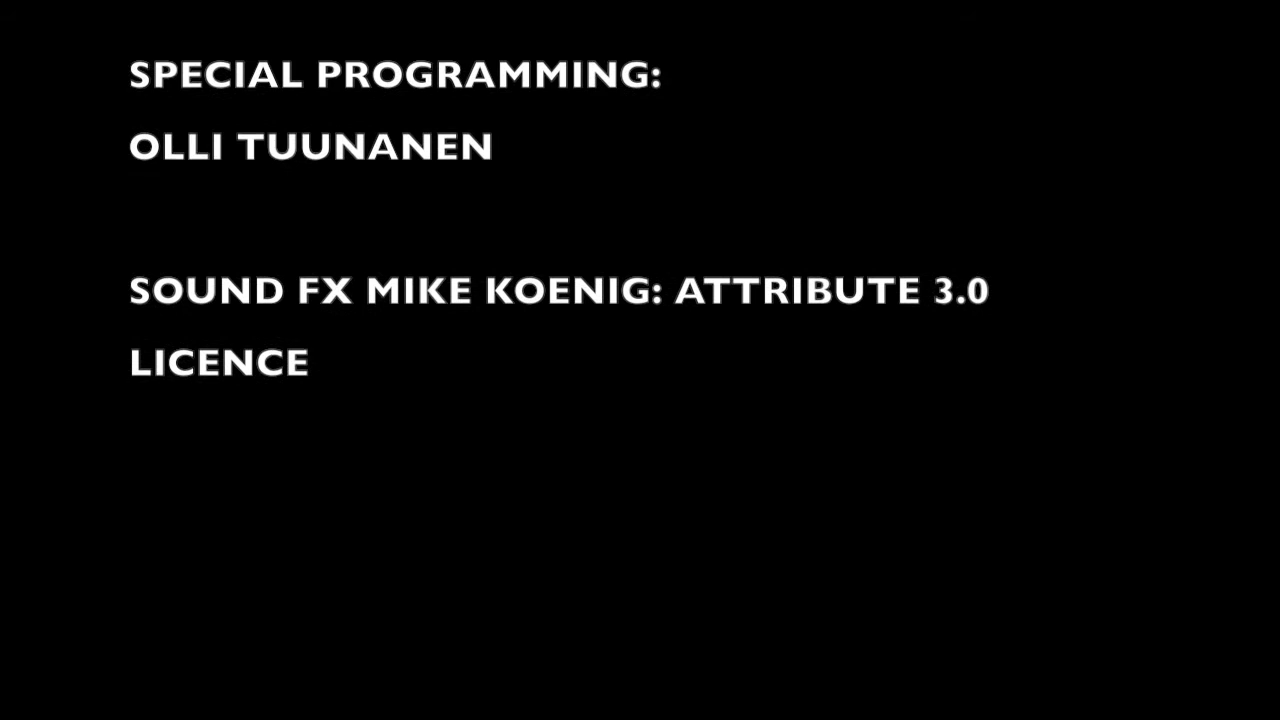 SPECIAL PROGRAMMING:
OLLI TUUNANEN
SOUND FX MIKE KOENIG: ATTRIBUTE 3.0
LICENCE